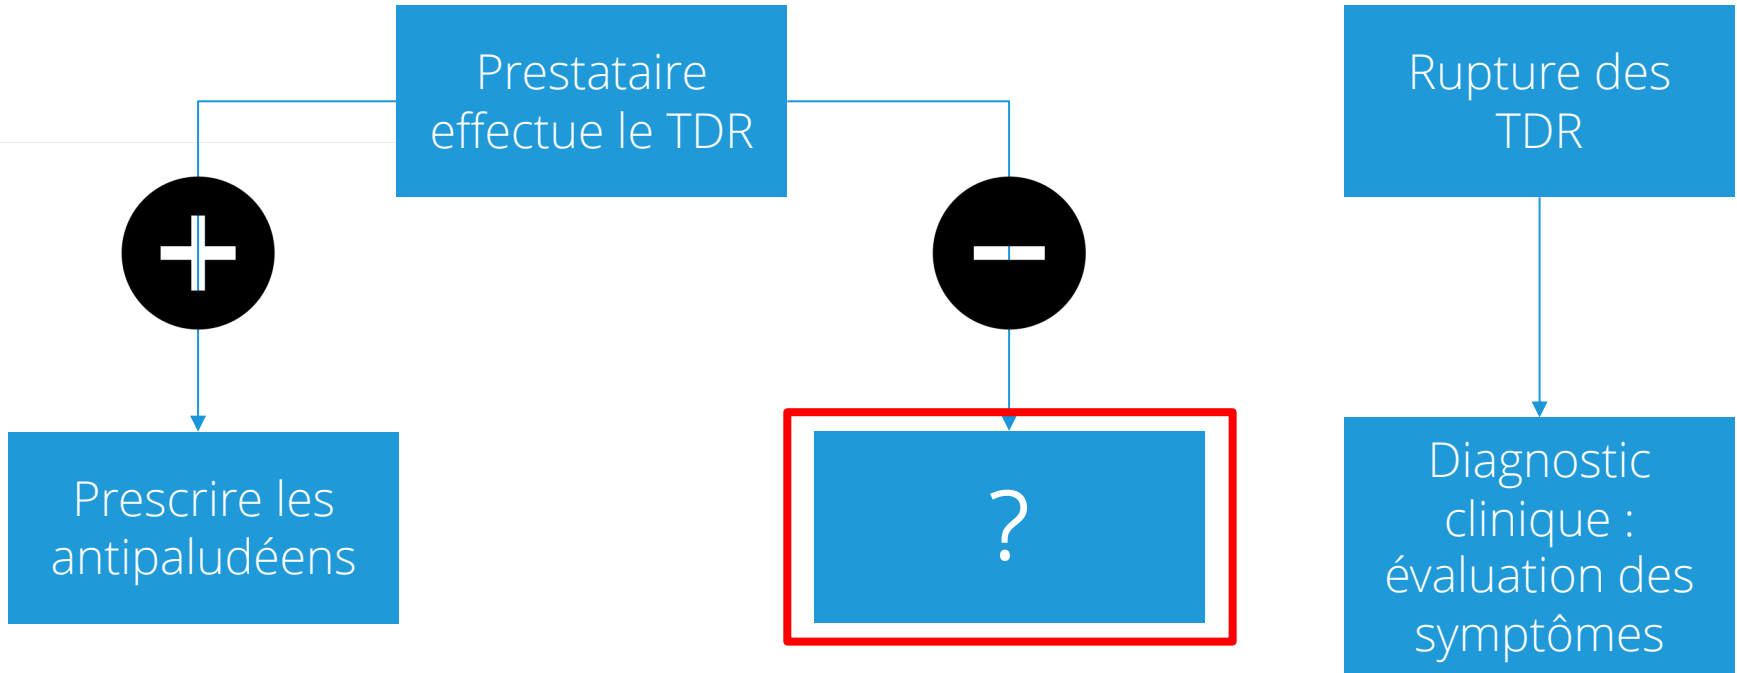 Prestataire
effectue le TDR
Rupture des
TDR
+
−
Prescrire les
antipaludéens
?
Diagnostic
clinique :
évaluation des
symptômes